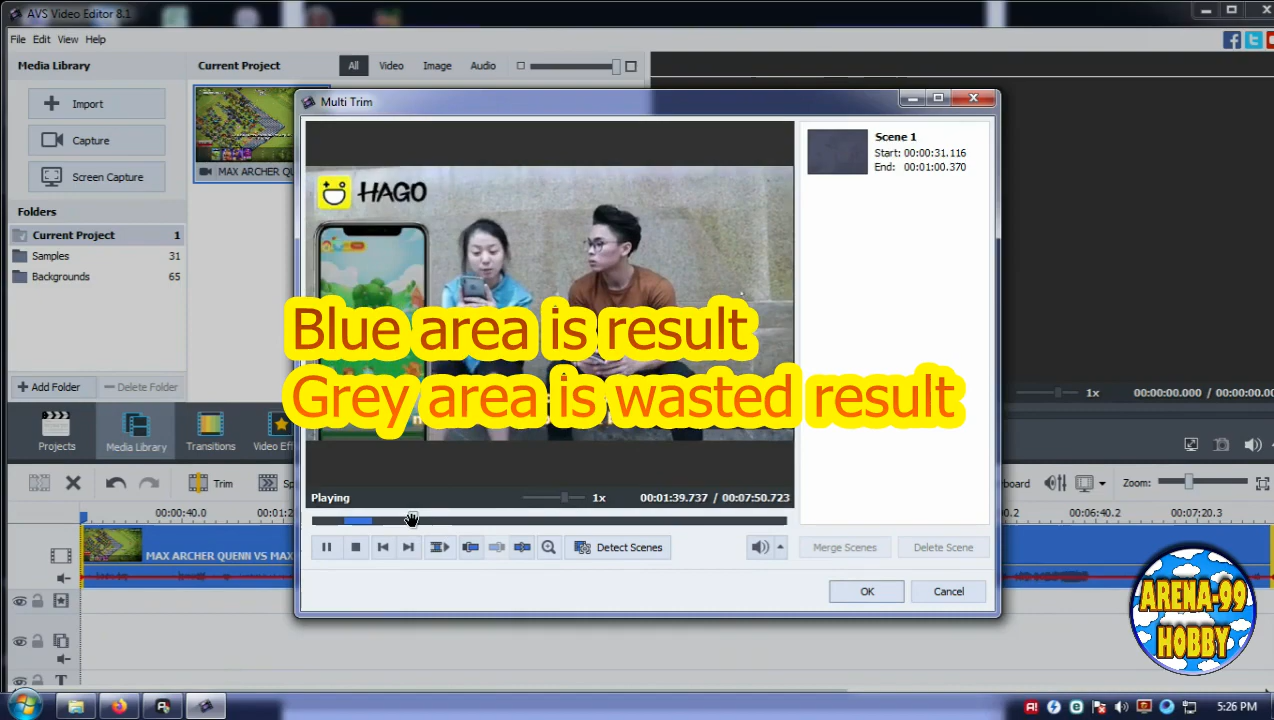 AVS Video Editor 8.1
File Edit View Help
Media Library
Current Project
All
Video
Image
Audio
Import
Capture
Screen Capture
MAX ARCHER QUEN
Folders
Current Project 1
Samples 31
Backgrounds 65
Add Folder
Delete Folder
Multi Trim
HAGO
Scene 1
Start: 00:00:31.116
End: 00:01:00.370
Blue area is result
Grey area is wasted result
Playing
1x
00:01:39.737 / 00:07:50.723
Detect Scenes
Merge Scenes
Delete Scene
OK
Cancel
1x
00:00:00.000 / 00:00:00.0
Projects
Media Library
Transitions
Video Ef
Trim
Sp
board
Zoom:
00:00:40.0
00:01:2
00:06:40.2
00:07:20.3
MAX ARCHER QUENN VS MAX
T
ARENA-99
HOBBY
5:26 PM